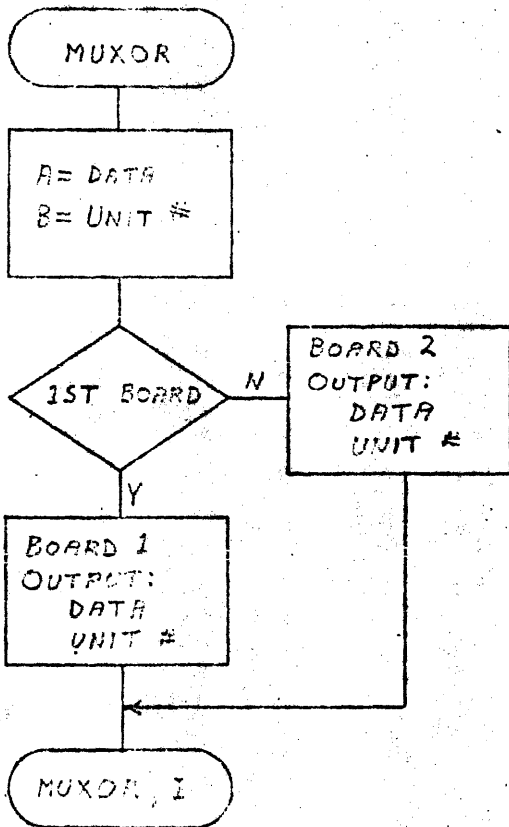 MUXOR
A= DATA
B= UNIT #
1ST BOARD
N
BOARD 2
OUTPUT:
DATA
UNIT #
Y
BOARD 1
OUTPUT:
DATA
UNIT #
MUXOR, I